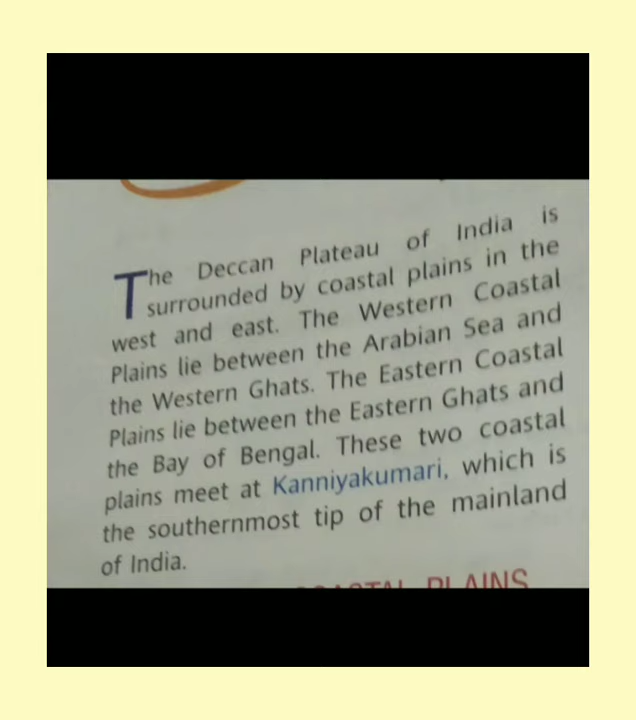 The Deccan Plateau of India is
surrounded by coastal plains in the
west and east. The Western Coastal
Plains lie between the Arabian Sea and
the Western Ghats. The Eastern Coastal
Plains lie between the Eastern Ghats and
the Bay of Bengal. These two coastal
plains meet at Kanniyakumari, which is
the southernmost tip of the mainland
of India.
COASTAL PLAINS